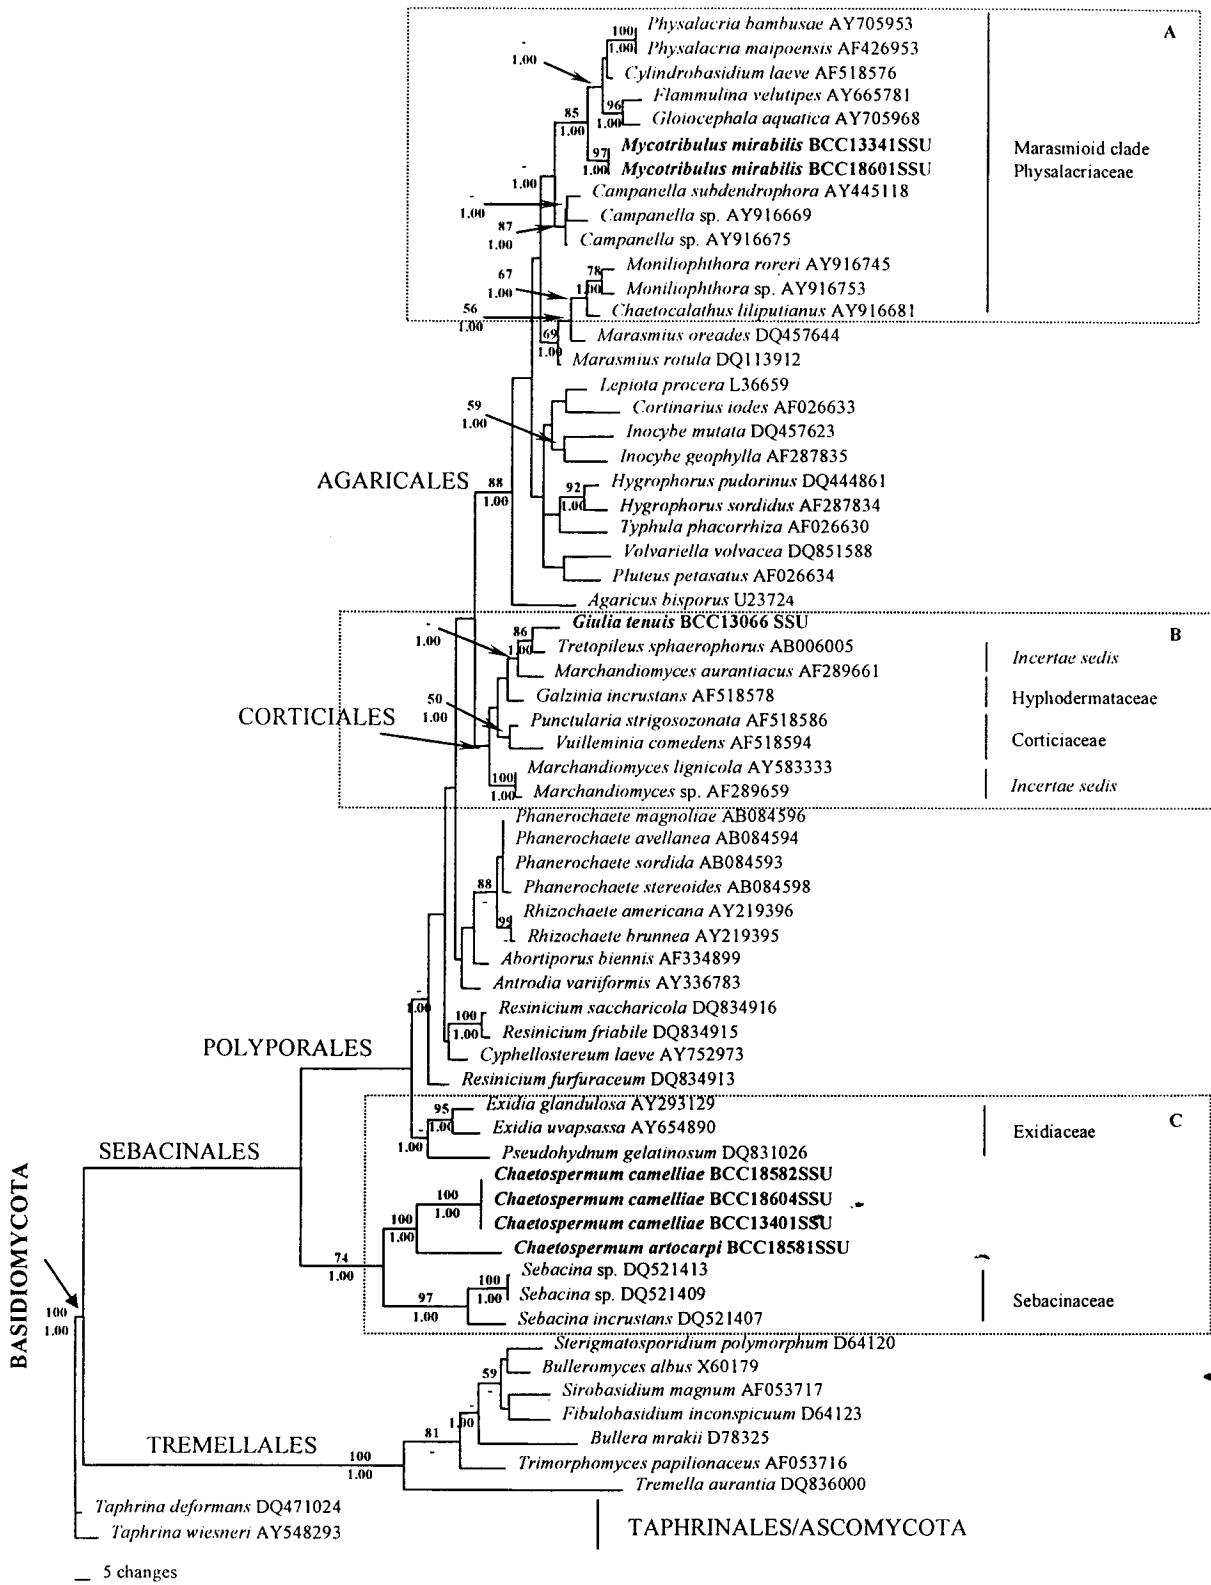 A
100
Physalacria bambusae AY705953
1.00
Physalacria maipoensis AF426953
-
1.00
Cylindrobasidium laeve AF518576
Flammulina velutipes AY665781
96
1.00
Gloiocephala aquatica AY705968
85
1.00
97
1.00
Mycotribulus mirabilis BCC13341SSU
Mycotribulus mirabilis BCC18601SSU
Marasmioid clade
Physalacriaceae
-
1.00
Campanella subdendrophora AY445118
-
1.00
Campanella sp. AY916669
87
1.00
Campanella sp. AY916675
Moniliophthora roreri AY916745
78
1.00
Moniliophthora sp. AY916753
67
1.00
Chaetocalathus liliputianus AY916681
56
1.00
Marasmius oreades DQ457644
69
1.00
Marasmius rotula DQ113912
Lepiota procera L36659
Cortinarius iodes AF026633
59
1.00
Inocybe mutata DQ457623
Inocybe geophylla AF287835
AGARICALES
88
1.00
Hygrophorus pudorinus DQ444861
92
1.00
Hygrophorus sordidus AF287834
Typhula phacorrhiza AF026630
Volvariella volvacea DQ851588
Pluteus petasatus AF026634
Agaricus bisporus U23724
B
Giulia tenuis BCC13066 SSU
-
1.00
86
1.00
Tretopileus sphaerophorus AB006005
Marchandiomyces aurantiacus AF289661
Incertae sedis
Galzinia incrustans AF518578
Hyphodermataceae
CORTICIALES
50
1.00
Punctularia strigosozonata AF518586
Vuilleminia comedens AF518594
Corticiaceae
Marchandiomyces lignicola AY583333
100
1.00
Marchandiomyces sp. AF289659
Incertae sedis
Phanerochaete magnoliae AB084596
Phanerochaete avellanea AB084594
Phanerochaete sordida AB084593
88
-
Phanerochaete stereoides AB084598
Rhizochaete americana AY219396
99
-
Rhizochaete brunnea AY219395
Abortiporus biennis AF334899
Antrodia variiformis AY336783
-
1.00
Resinicium saccharicola DQ834916
100
1.00
Resinicium friabile DQ834915
POLYPORALES
Cyphellostereum laeve AY752973
Resinicium furfuraceum DQ834913
C
Exidia glandulosa AY293129
95
1.00
Exidia uvapsassa AY654890
Exidiaceae
-
1.00
Pseudohydnum gelatinosum DQ831026
SEBACINALES
Chaetospermum camelliae BCC18582SSU
100
1.00
Chaetospermum camelliae BCC18604SSU
Chaetospermum camelliae BCC13401SSU
100
1.00
Chaetospermum artocarpi BCC18581SSU
74
1.00
Sebacina sp. DQ521413
100
1.00
Sebacina sp. DQ521409
97
1.00
Sebacina incrustans DQ521407
Sebacinaceae
BASIDIOMYCOTA
100
1.00
Sterigmatosporidium polymorphum D64120
Bulleromyces albus X60179
59
-
Sirobasidium magnum AF053717
Fibulobasidium inconspicuum D64123
-
1.00
Bullera mrakii D78325
81
-
Trimorphomyces papilionaceus AF053716
TREMELLALES
100
1.00
Tremella aurantia DQ836000
Taphrina deformans DQ471024
Taphrina wiesneri AY548293
TAPHRINALES/ASCOMYCOTA
5 changes